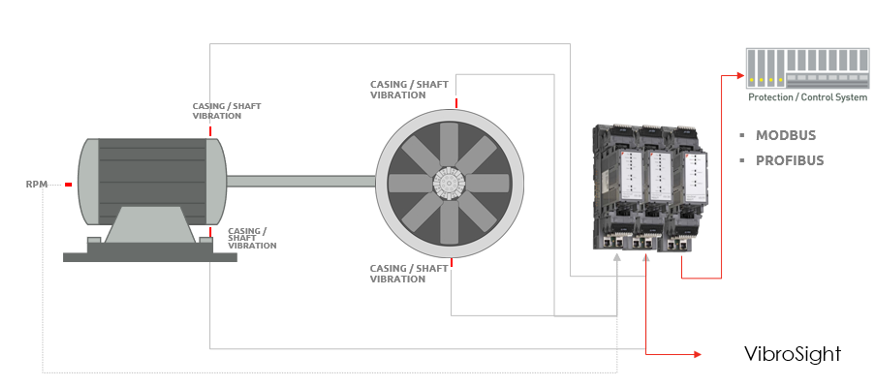 CASING / SHAFT
VIBRATION
CASING / SHAFT
VIBRATION
RPM
CASING /
SHAFT
VIBRATION
CASING / SHAFT
VIBRATION
Protection / Control System
▪ MODBUS
▪ PROFIBUS
VibroSight